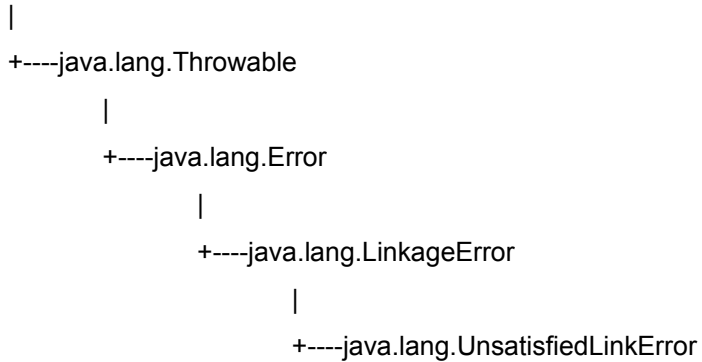 |
+----java.lang.Throwable
|
+----java.lang.Error
|
+----java.lang.LinkageError
|
+----java.lang.UnsatisfiedLinkError